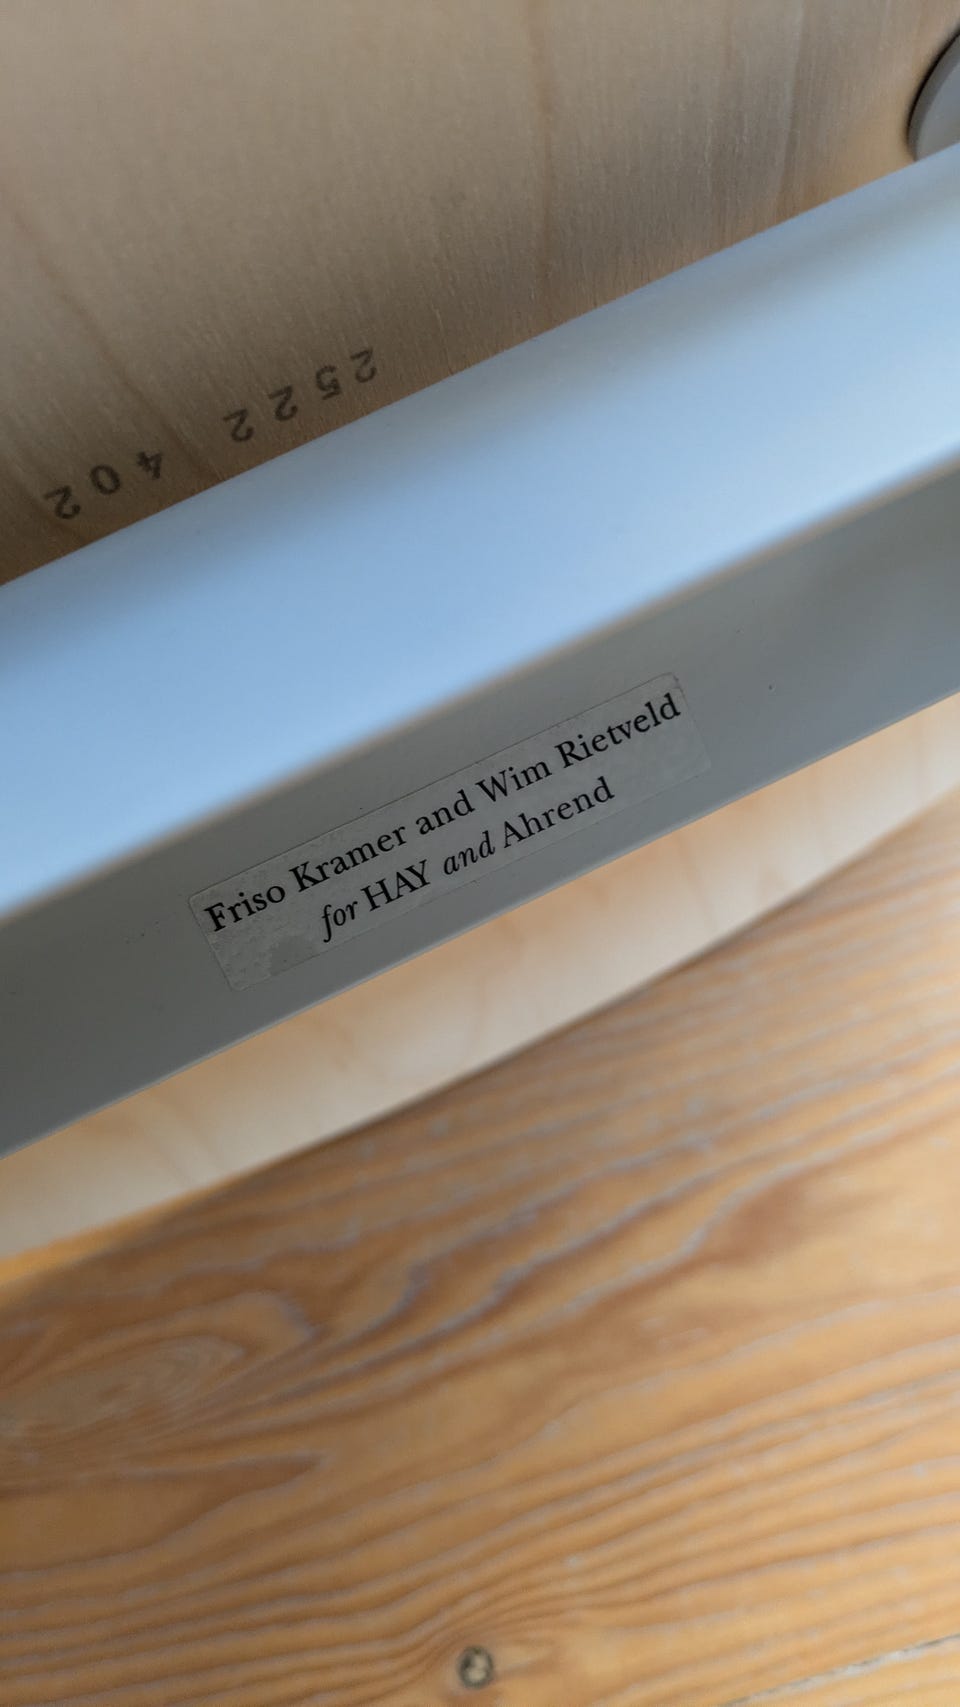 2522 402
Friso Kramer and Wim Rietveld
for HAY and Ahrend